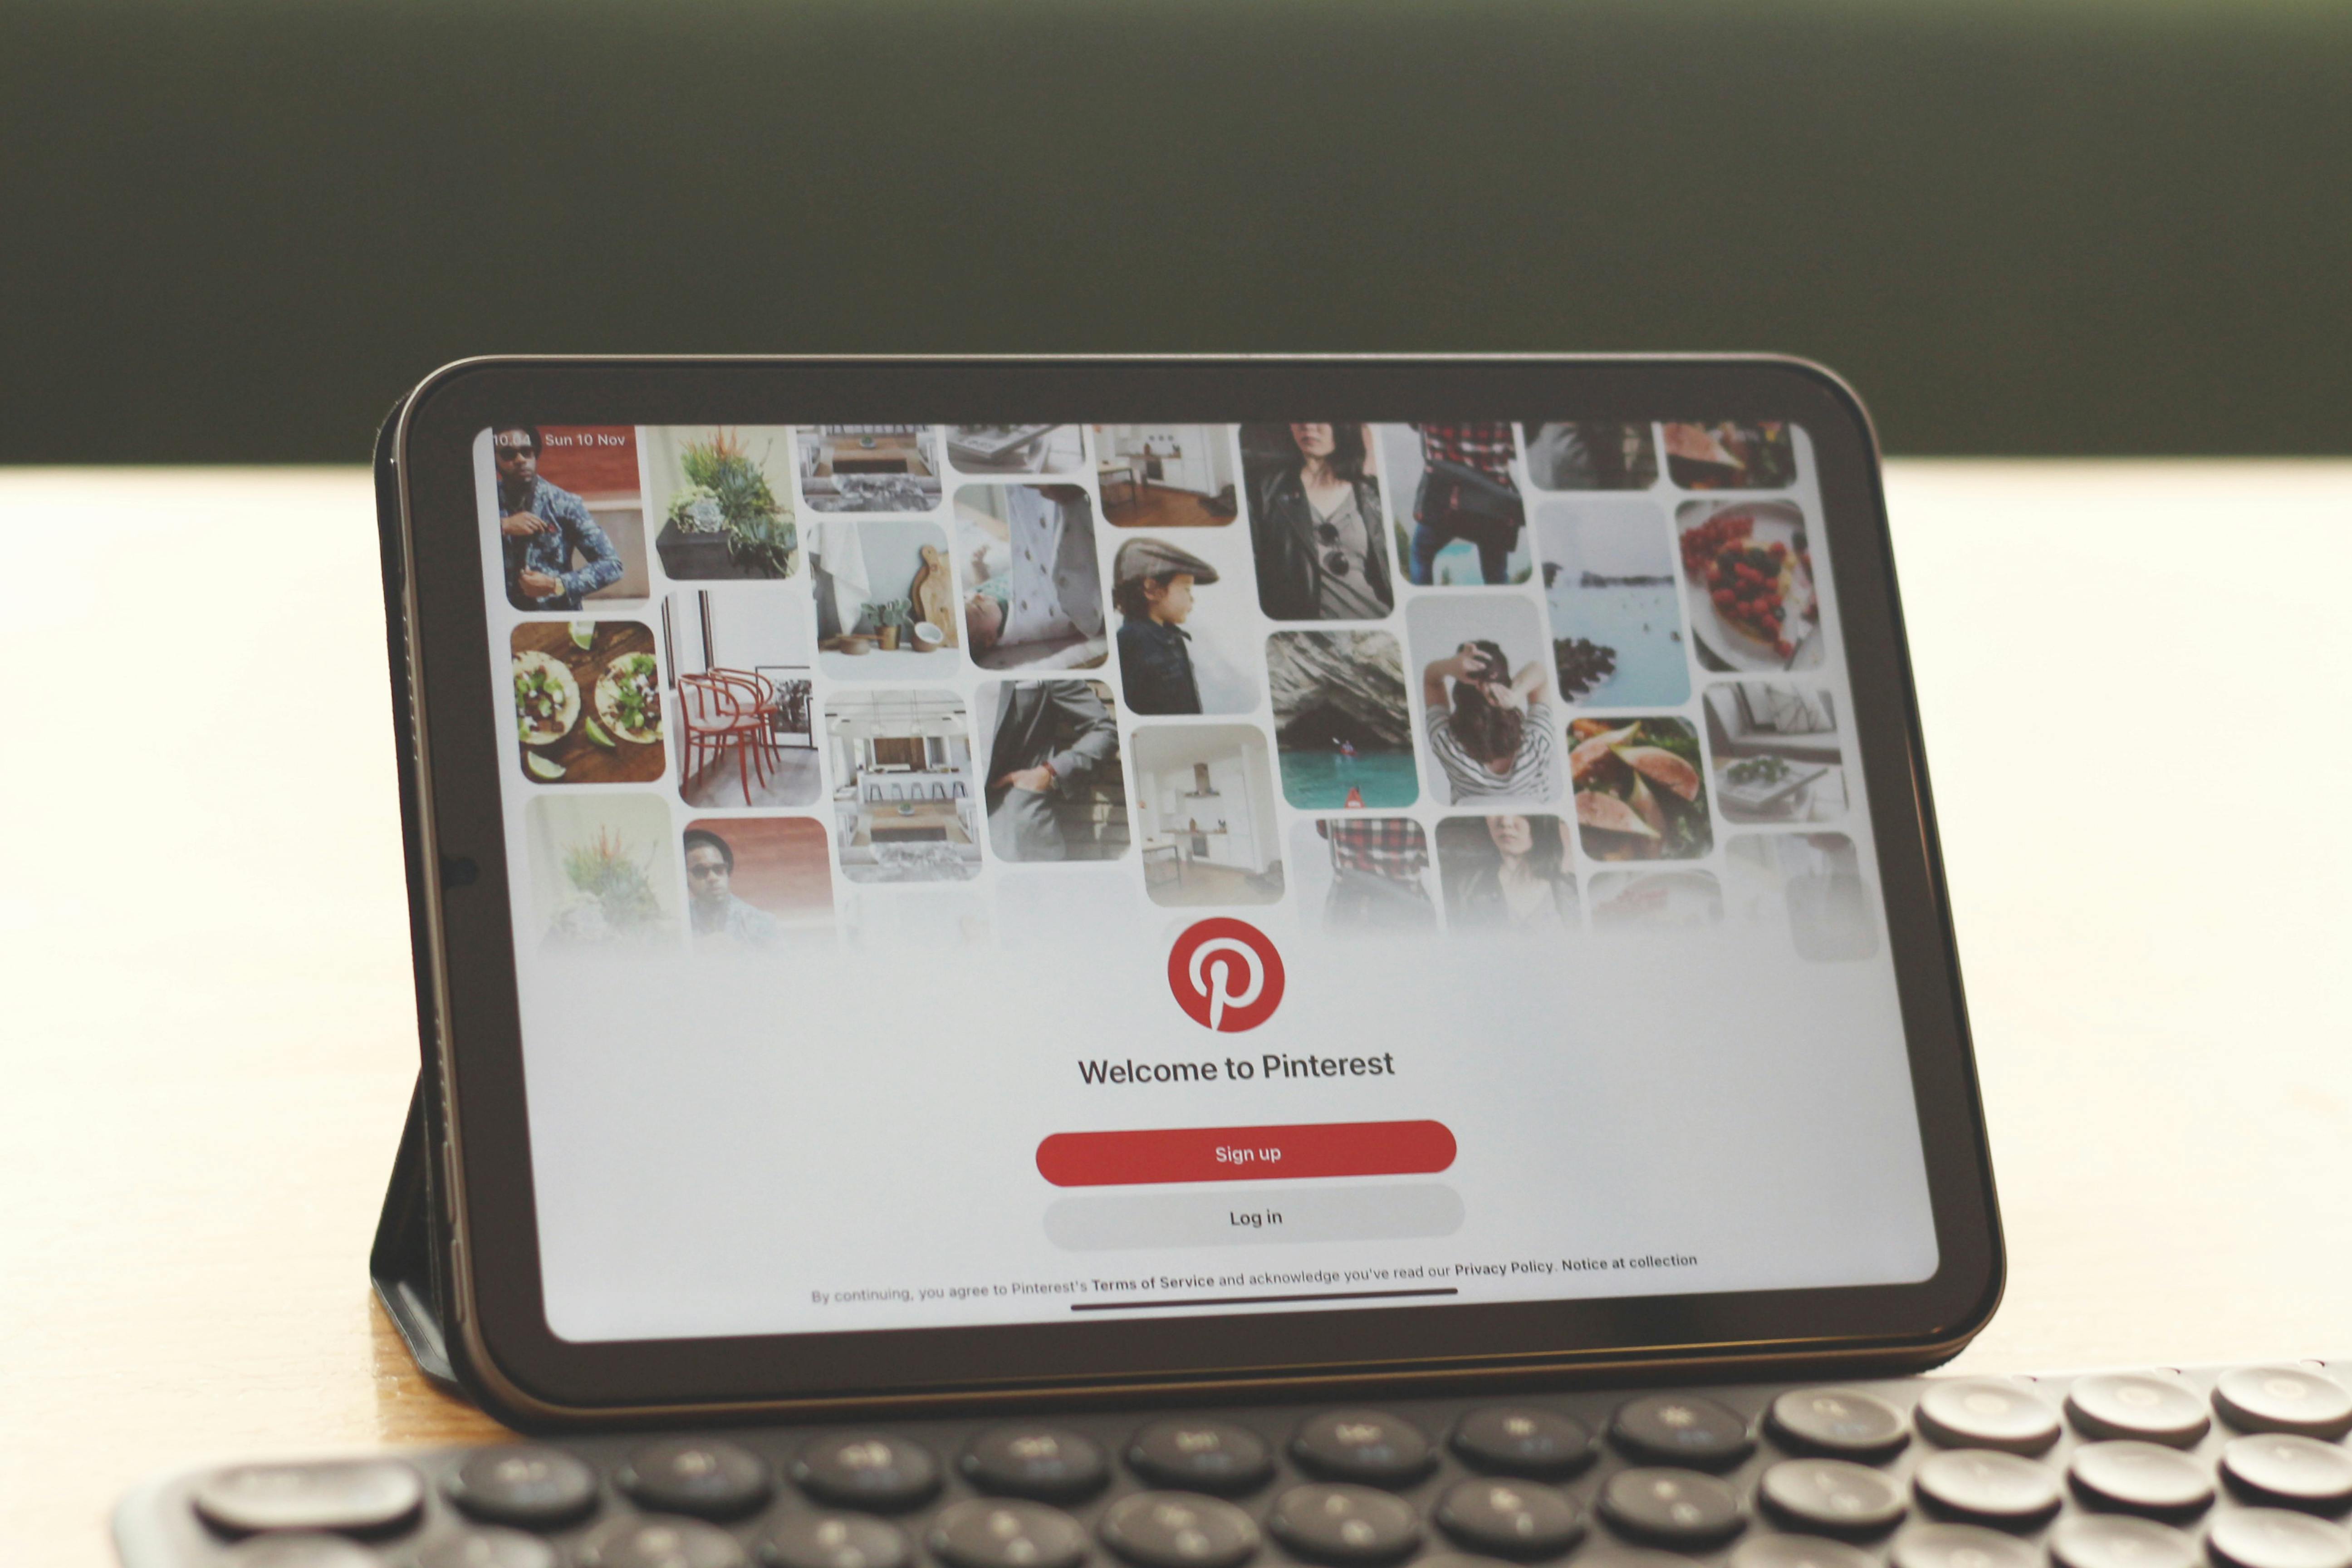 10.04 Sun 10 Nov
Welcome to Pinterest
Sign up
Log in
By continuing, you agree to Pinterest's Terms of Service and acknowledge you've read our Privacy Policy. Notice at collection